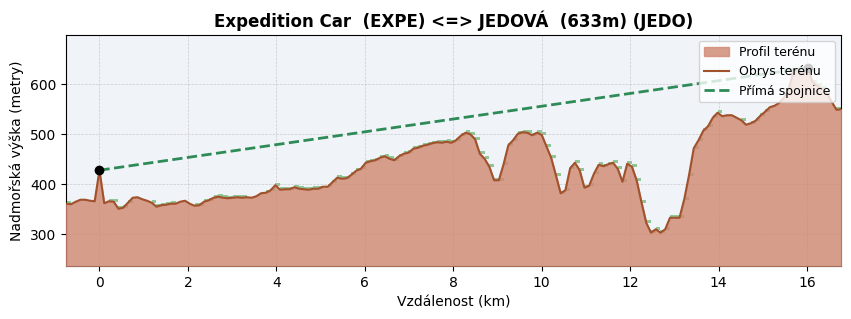 Expedition Car (EXPE) <=> JEDOVÁ (633m) (JEDO)
Nadmořská výška (metry)
600
500
400
300
Profil terénu
Obrys terénu
Přímá spojnice
0 2 4 6 8 10 12 14 16
Vzdálenost (km)